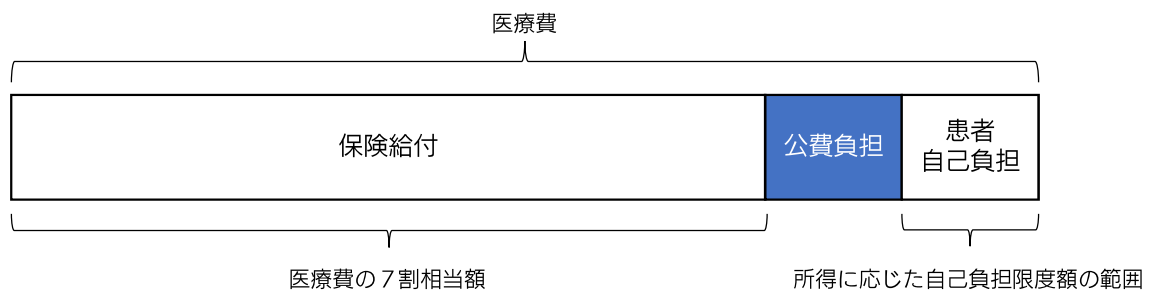 医療費
保険給付
公費負担
患者
自己負担
医療費の７割相当額
所得に応じた自己負担限度額の範囲